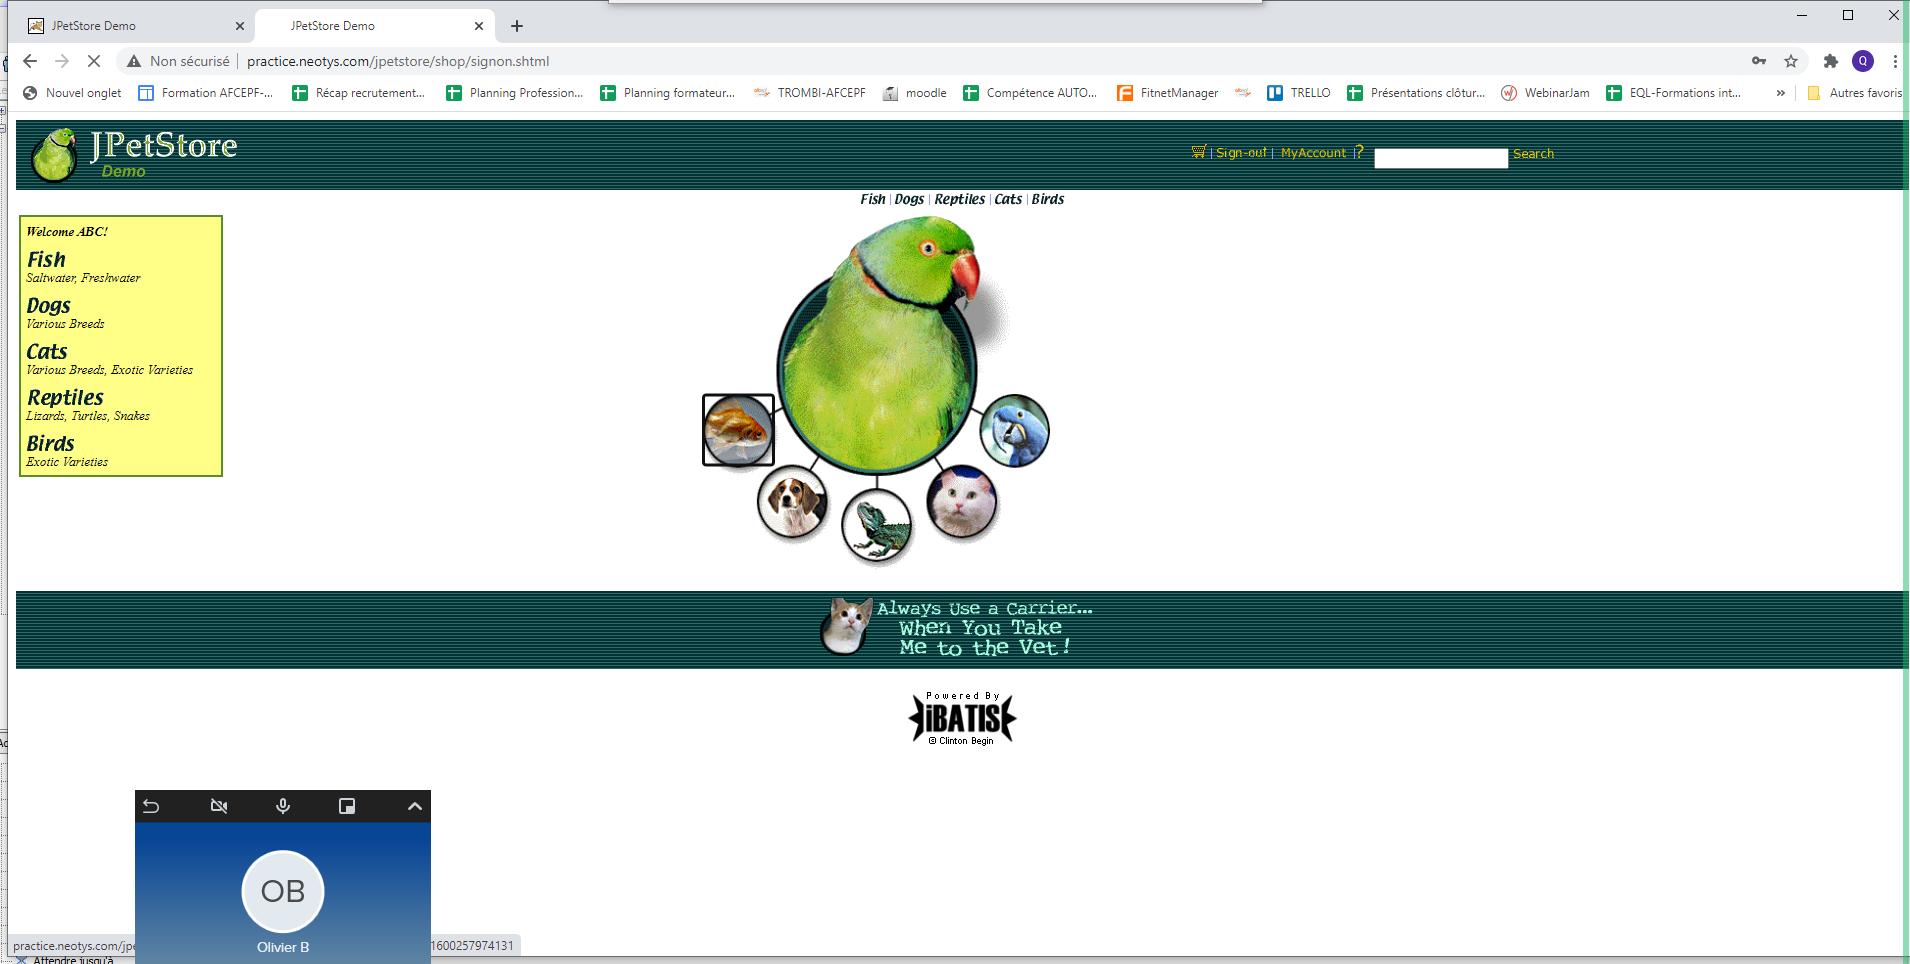 JPetStore Demo
JPetStore Demo
Non sécurisé | practice.neotys.com/jpetstore/shop/signon.shtml
Q
Nouvel onglet
Formation AFCEPF-...
Récap recrutement...
Planning Profession...
Planning formateur...
TROMBI-AFCEPF
moodle
Compétence AUTO...
FitnetManager
TRELLO
Présentations clôtur...
WebinarJam
EQL-Formations int...
»
Autres favoris
JPetStore
Demo
| Sign-out | MyAccount | ? Search
Fish | Dogs | Reptiles | Cats | Birds
Welcome ABC!
Fish
Saltwater, Freshwater
Dogs
Various Breeds
Cats
Various Breeds, Exotic Varieties
Reptiles
Lizards, Turtles, Snakes
Birds
Exotic Varieties
Always Use a Carrier...
When You Take
Me to the Vet!
Powered By
iBATIS
© Clinton Begin
OB
Olivier B
practice.neotys.com/jpe
1600257974131
Attendre jusqu'à